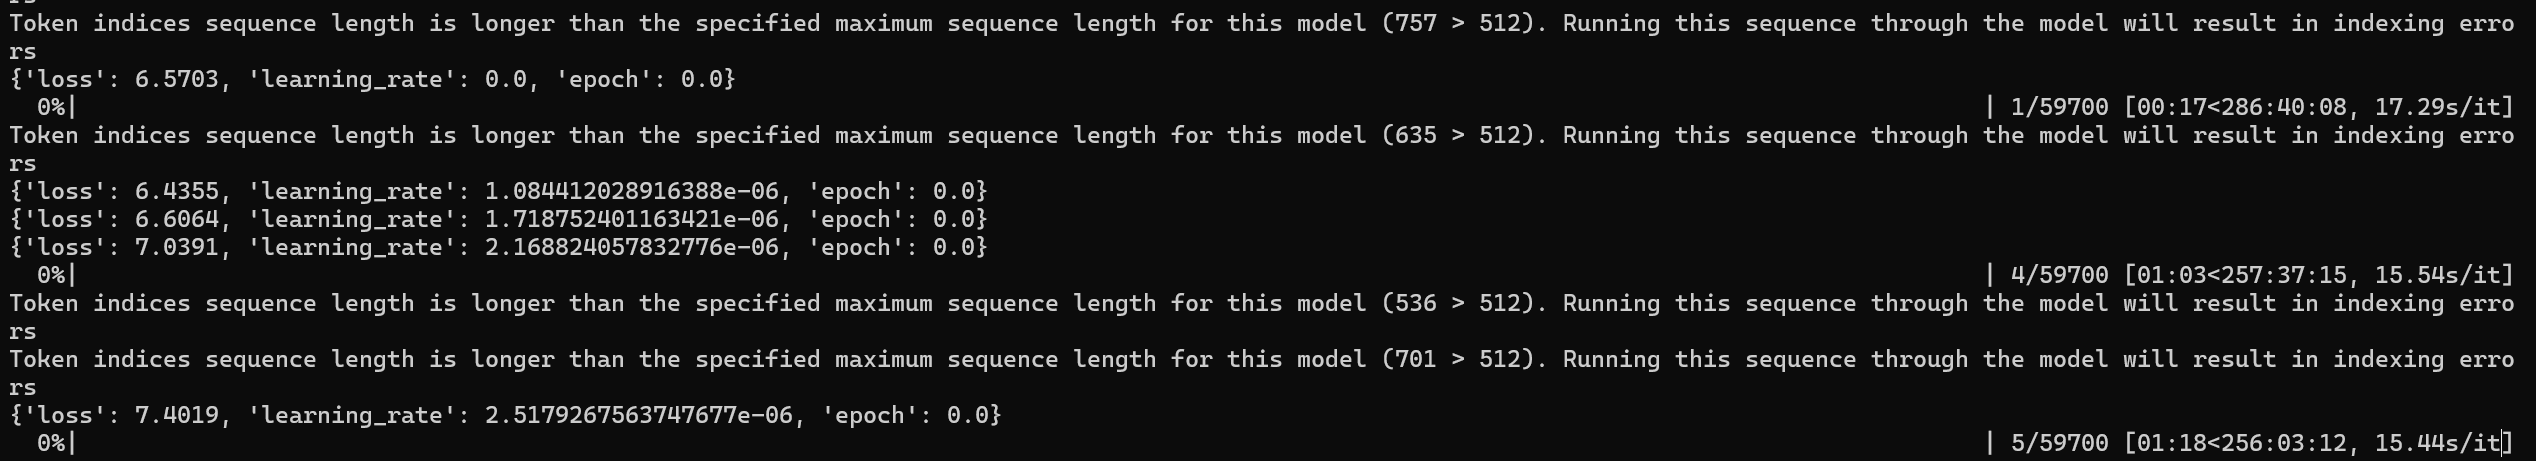 rs
Token indices sequence length is longer than the specified maximum sequence length for this model (757 > 512). Running this sequence through the model will result in indexing erro
rs
{'loss': 6.5703, 'learning_rate': 0.0, 'epoch': 0.0}
  0%|                                                                                                                                        | 1/59700 [00:17<286:40:08, 17.29s/it]
Token indices sequence length is longer than the specified maximum sequence length for this model (635 > 512). Running this sequence through the model will result in indexing erro
rs
{'loss': 6.4355, 'learning_rate': 1.084412028916388e-06, 'epoch': 0.0}
{'loss': 6.6064, 'learning_rate': 1.718752401163421e-06, 'epoch': 0.0}
{'loss': 7.0391, 'learning_rate': 2.168824057832776e-06, 'epoch': 0.0}
  0%|                                                                                                                                        | 4/59700 [01:03<257:37:15, 15.54s/it]
Token indices sequence length is longer than the specified maximum sequence length for this model (536 > 512). Running this sequence through the model will result in indexing erro
rs
Token indices sequence length is longer than the specified maximum sequence length for this model (701 > 512). Running this sequence through the model will result in indexing erro
rs
{'loss': 7.4019, 'learning_rate': 2.5179267563747677e-06, 'epoch': 0.0}
  0%|                                                                                                                                        | 5/59700 [01:18<256:03:12, 15.44s/it]